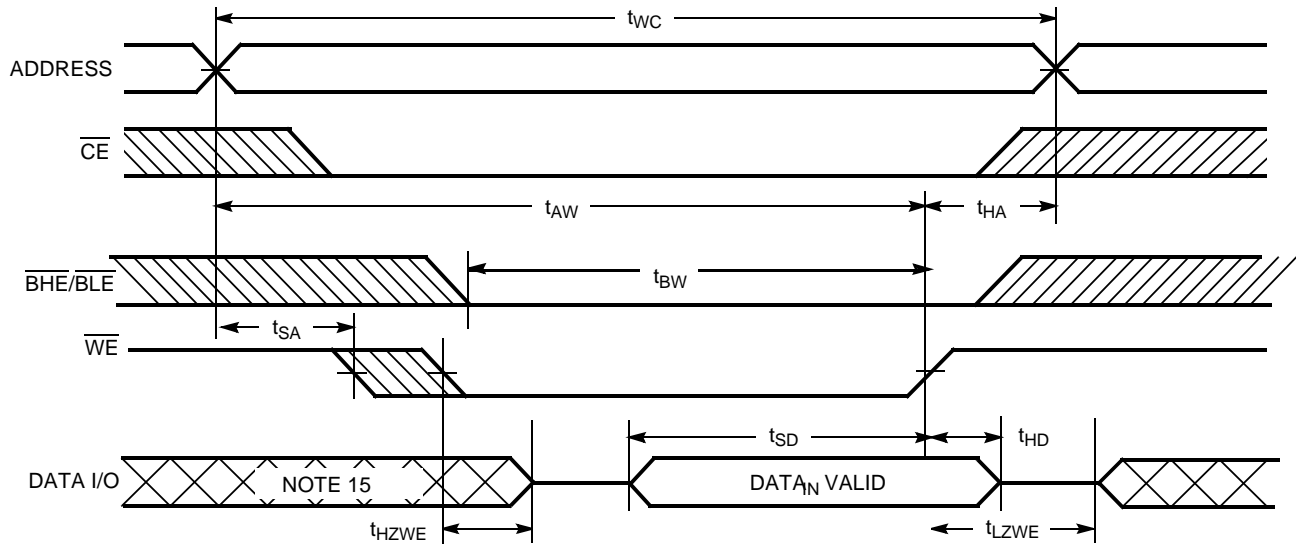 tWC
ADDRESS
CE
tAW
tHA
BHE/BLE
tBW
tSA
WE
tSD
tHD
DATA I/O
NOTE 15
DATAIN VALID
tHZWE
tLZWE